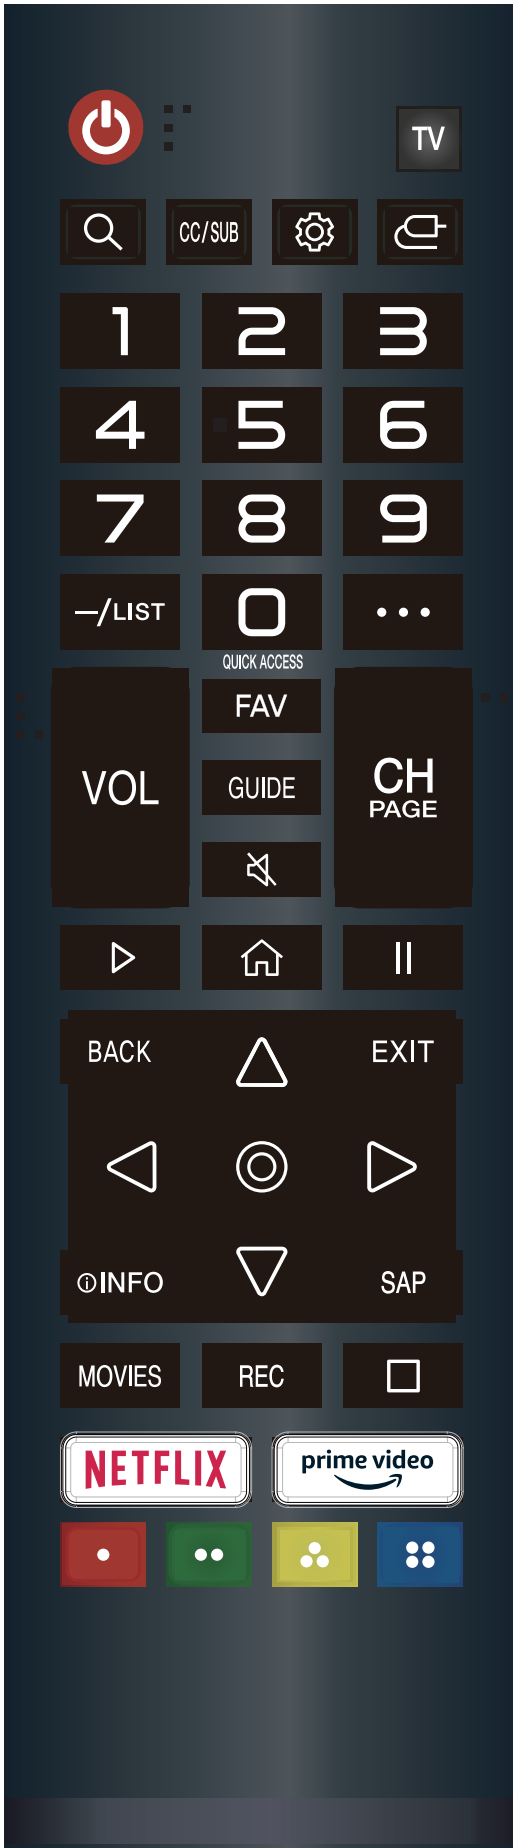 TV
CC/SUB
1 2 3
4 5 6
7 8 9
—/LIST 0 •••
QUICK ACCESS
FAV
VOL
CH
PAGE
GUIDE
BACK
EXIT
INFO
SAP
MOVIES REC
NETFLIX prime video